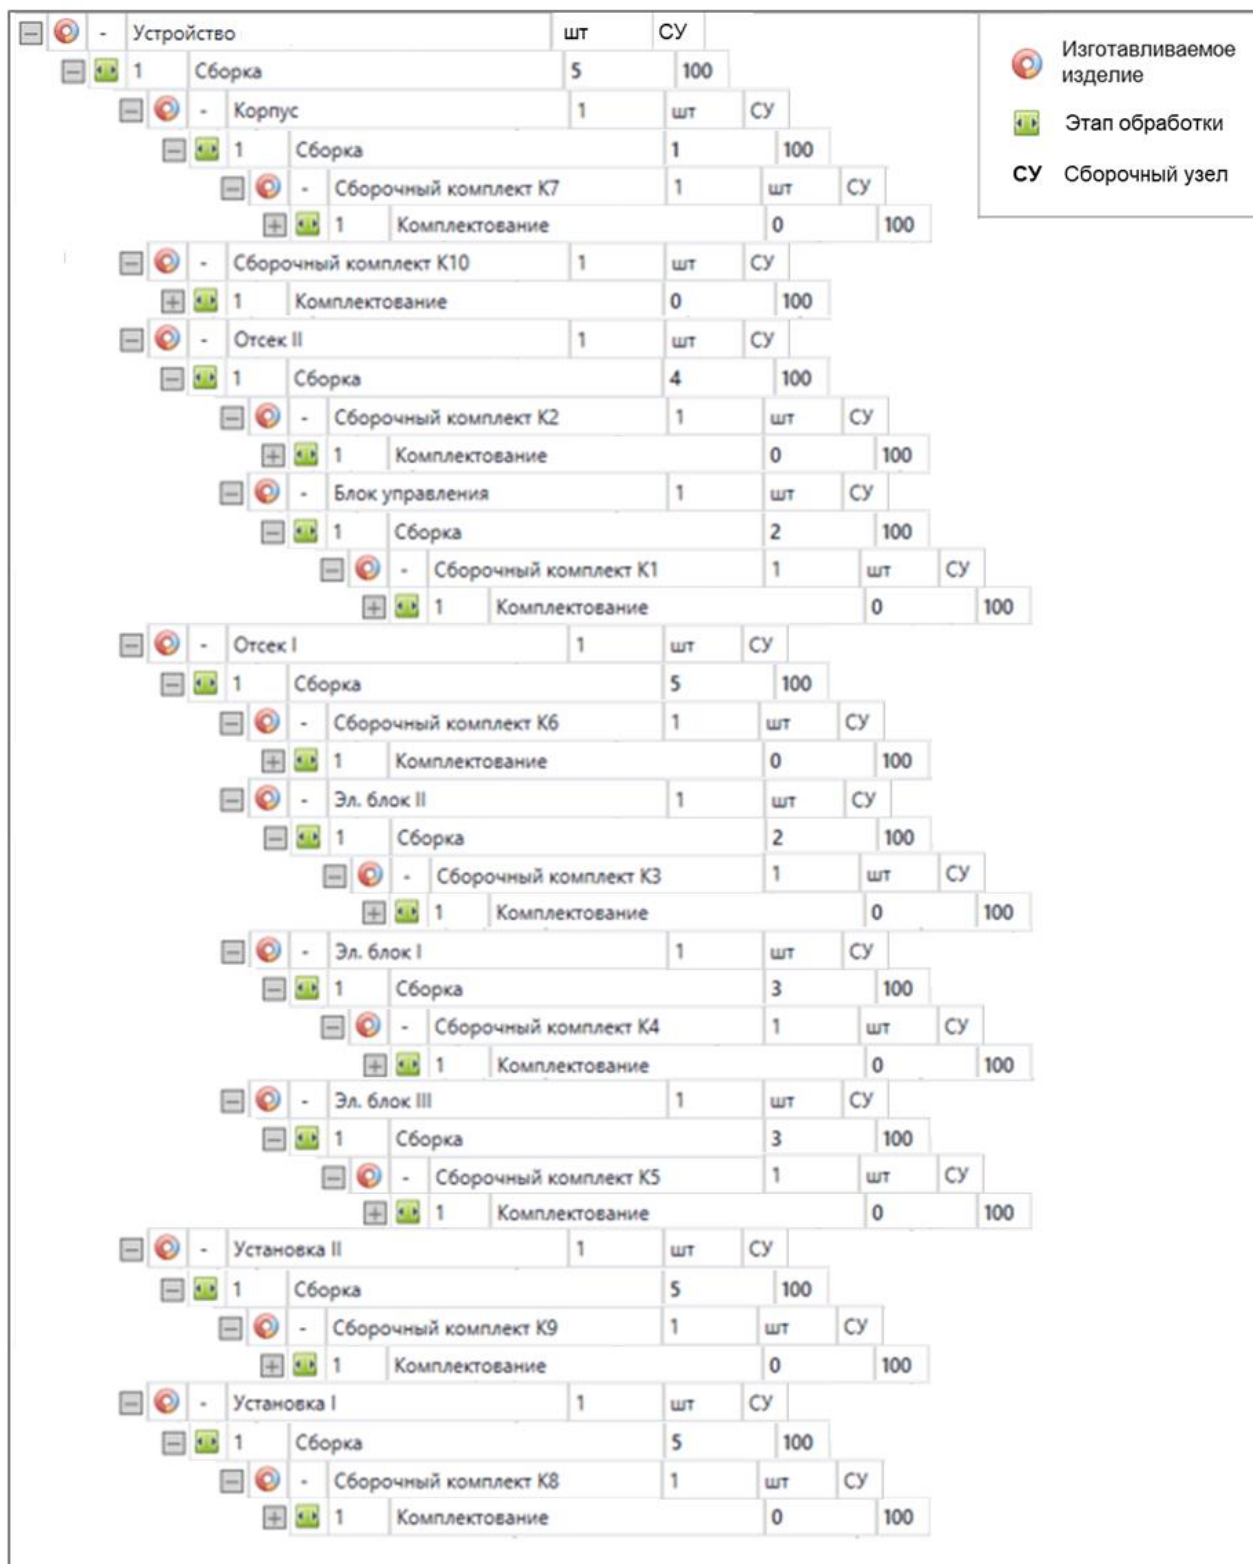 - Устройство шт СУ
1 Сборка 5 100
- Корпус 1 шт СУ
1 Сборка 1 100
- Сборочный комплект К7 1 шт СУ
1 Комплектование 0 100
- Сборочный комплект К10 1 шт СУ
1 Комплектование 0 100
- Отсек II 1 шт СУ
1 Сборка 4 100
- Сборочный комплект К2 1 шт СУ
1 Комплектование 0 100
- Блок управления 1 шт СУ
1 Сборка 2 100
- Сборочный комплект К1 1 шт СУ
1 Комплектование 0 100
- Отсек I 1 шт СУ
1 Сборка 5 100
- Сборочный комплект К6 1 шт СУ
1 Комплектование 0 100
- Эл. блок II 1 шт СУ
1 Сборка 2 100
- Сборочный комплект К3 1 шт СУ
1 Комплектование 0 100
- Эл. блок I 1 шт СУ
1 Сборка 3 100
- Сборочный комплект К4 1 шт СУ
1 Комплектование 0 100
- Эл. блок III 1 шт СУ
1 Сборка 3 100
- Сборочный комплект К5 1 шт СУ
1 Комплектование 0 100
- Установка II 1 шт СУ
1 Сборка 5 100
- Сборочный комплект К9 1 шт СУ
1 Комплектование 0 100
- Установка I 1 шт СУ
1 Сборка 5 100
- Сборочный комплект К8 1 шт СУ
1 Комплектование 0 100
Изготавливаемое
изделие
Этап обработки
СУ Сборочный узел